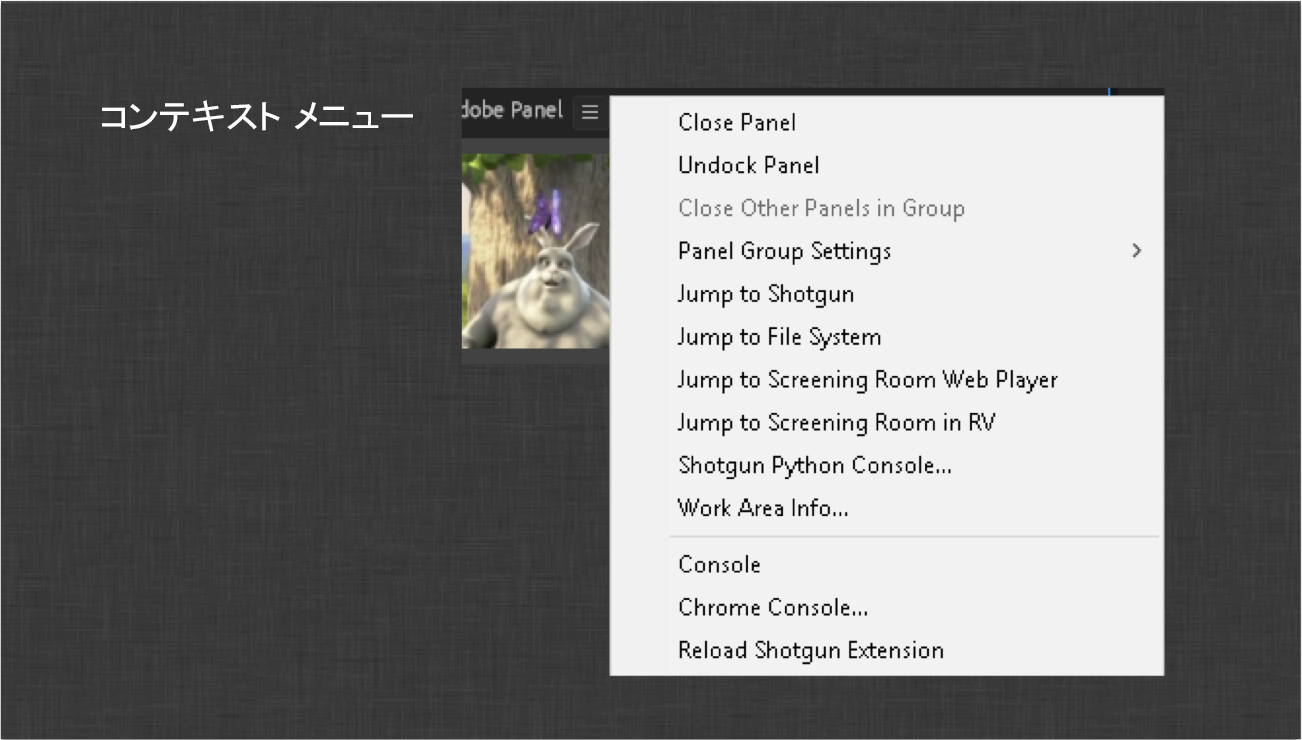 コンテキスト メニュー
dobe Panel
Close Panel
Undock Panel
Close Other Panels in Group
Panel Group Settings
Jump to Shotgun
Jump to File System
Jump to Screening Room Web Player
Jump to Screening Room in RV
Shotgun Python Console...
Work Area Info...
Console
Chrome Console...
Reload Shotgun Extension